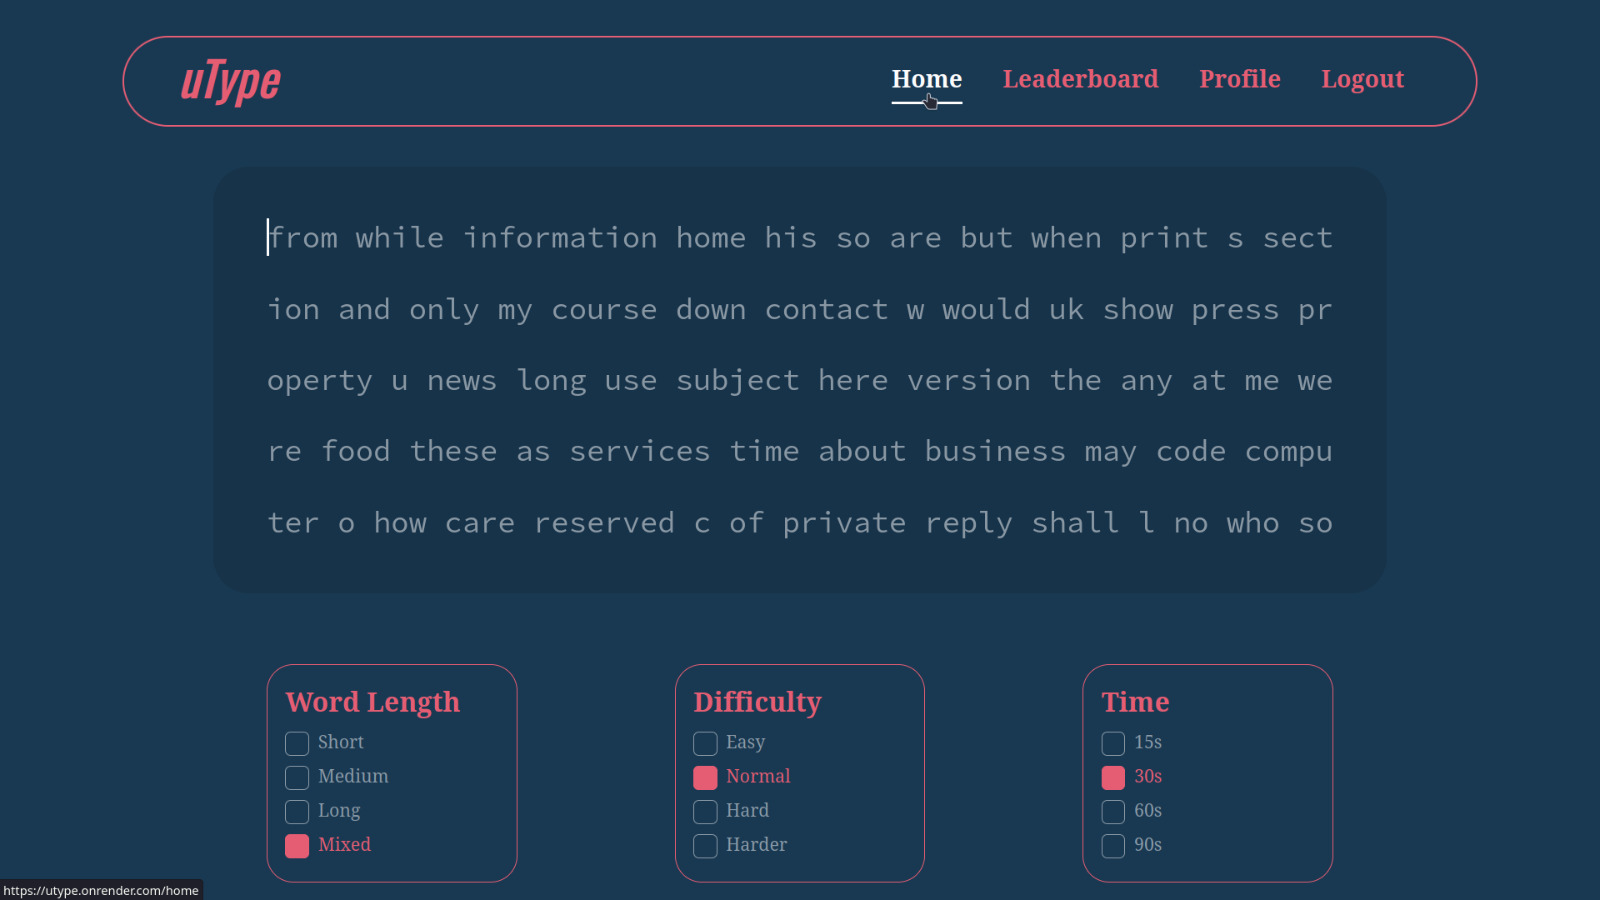 uType
Home Leaderboard Profile Logout
from while information home his so are but when print s sect
ion and only my course down contact w would uk show press pr
operty u news long use subject here version the any at me we
re food these as services time about business may code compu
ter o how care reserved c of private reply shall l no who so
Word Length
Short
Medium
Long
Mixed
Difficulty
Easy
Normal
Hard
Harder
Time
15s
30s
60s
90s
https://utype.onrender.com/home